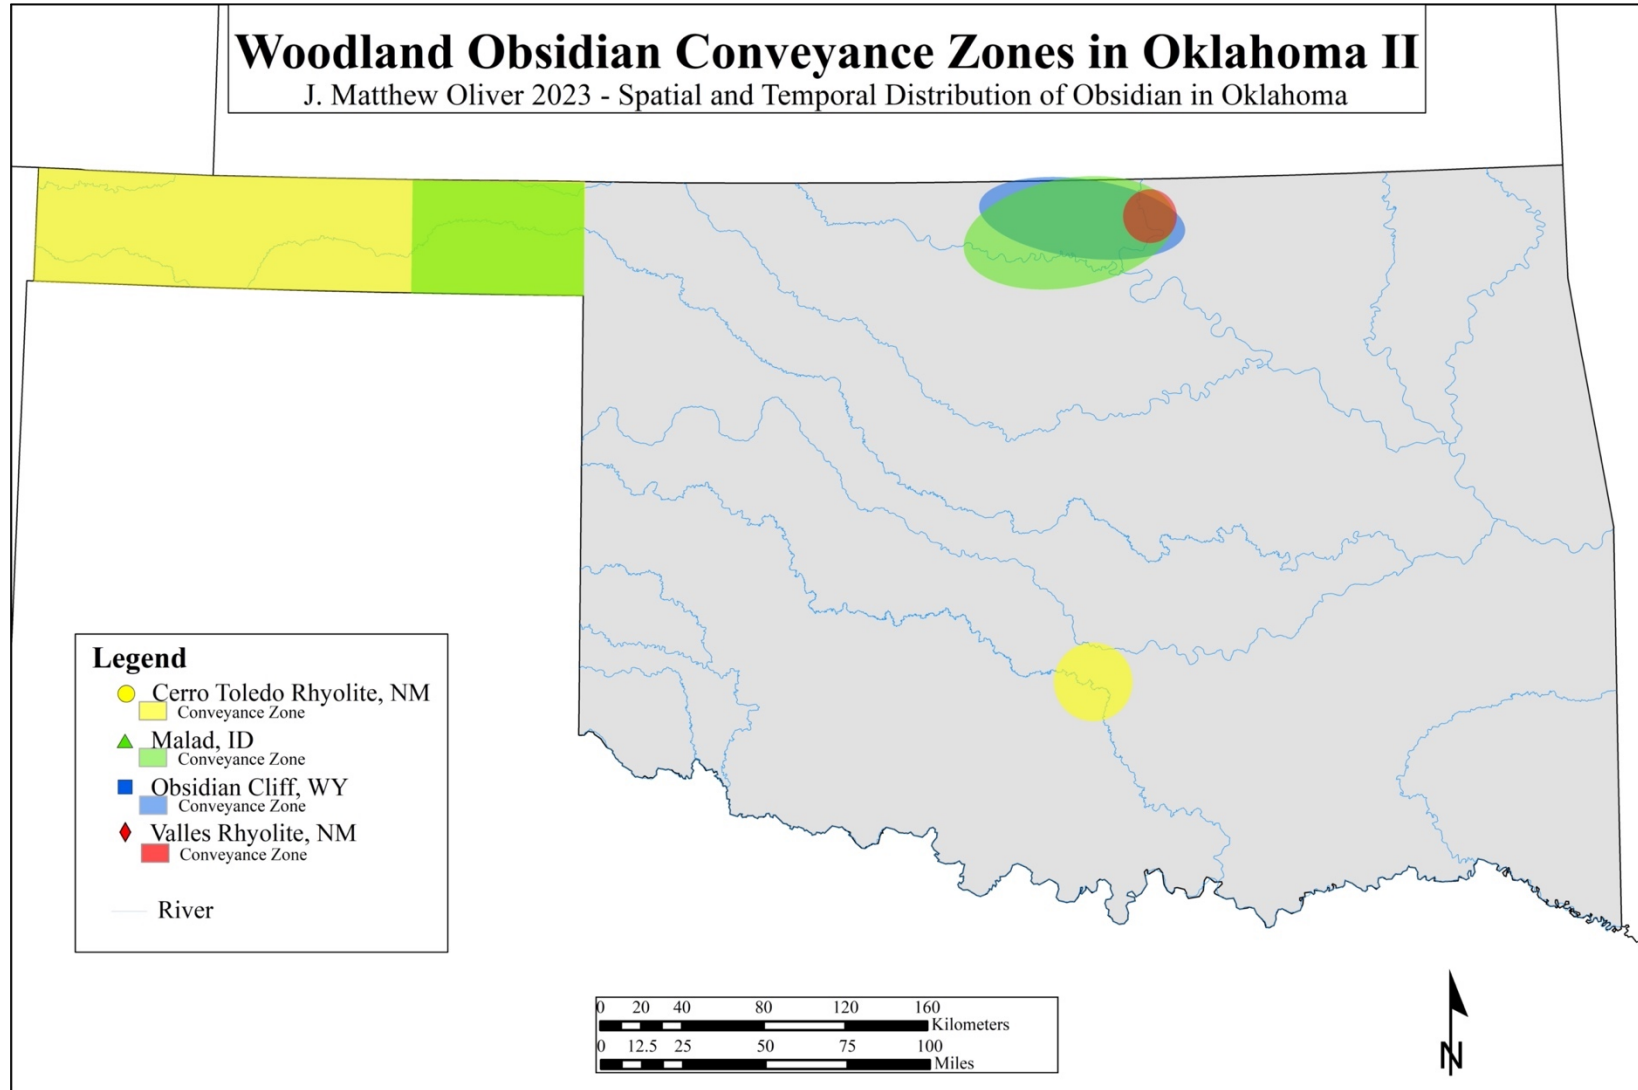 Woodland Obsidian Conveyance Zones in Oklahoma II
J. Matthew Oliver 2023 - Spatial and Temporal Distribution of Obsidian in Oklahoma
Legend
Cerro Toledo Rhyolite, NM
Conveyance Zone
Malad, ID
Conveyance Zone
Obsidian Cliff, WY
Conveyance Zone
Valles Rhyolite, NM
Conveyance Zone
River
0 20 40 80 120 160
Kilometers
0 12.5 25 50 75 100
Miles
N